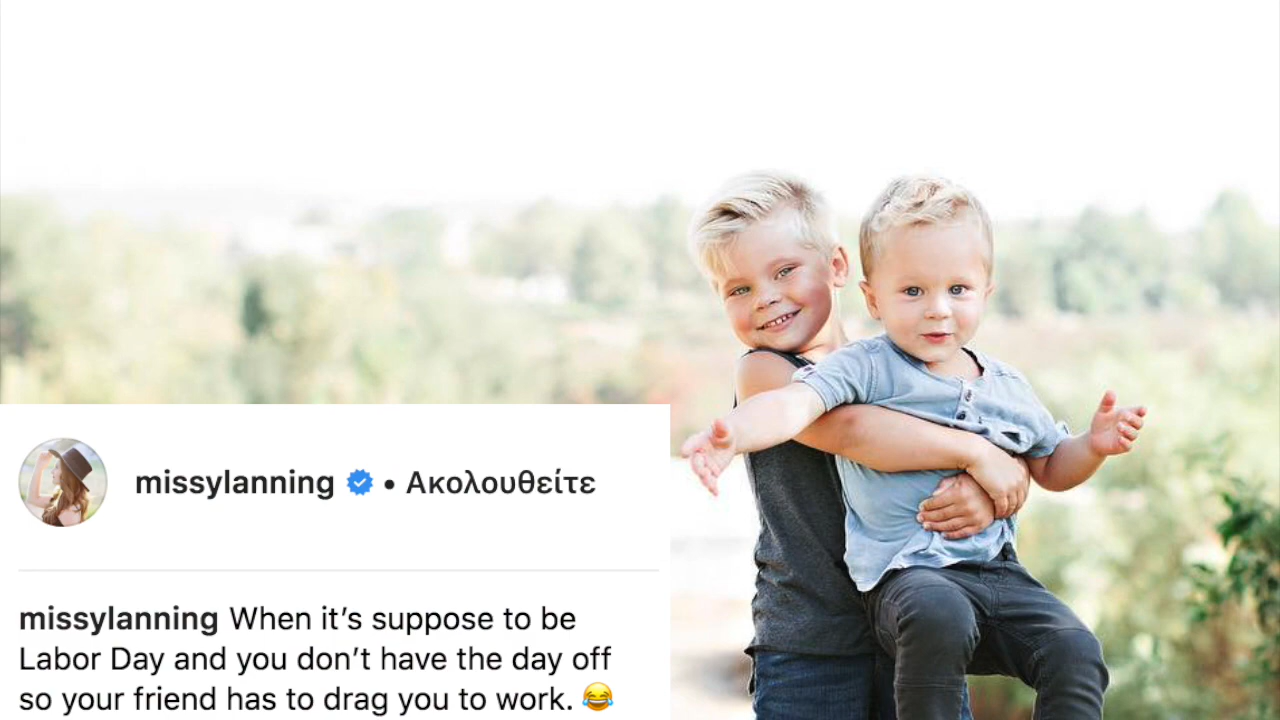 missylanning • Ακολουθείτε
missylanning When it’s suppose to be
Labor Day and you don’t have the day off
so your friend has to drag you to work. 😂